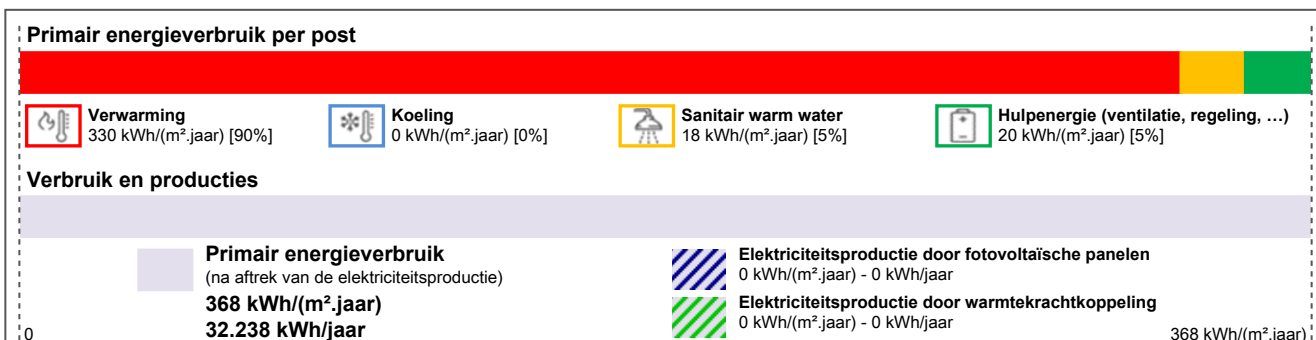 Primair energieverbruik per post
Verwarming
330 kWh/(m².jaar) [90%]
Koeling
0 kWh/(m².jaar) [0%]
Sanitair warm water
18 kWh/(m².jaar) [5%]
Hulpenergie (ventilatie, regeling, …)
20 kWh/(m².jaar) [5%]
Verbruik en producties
Primair energieverbruik
(na aftrek van de elektriciteitsproductie)
368 kWh/(m².jaar)
32.238 kWh/jaar
Elektriciteitsproductie door fotovoltaïsche panelen
0 kWh/(m².jaar) - 0 kWh/jaar
Elektriciteitsproductie door warmtekrachtkoppeling
0 kWh/(m².jaar) - 0 kWh/jaar
0
368 kWh/(m².jaar)